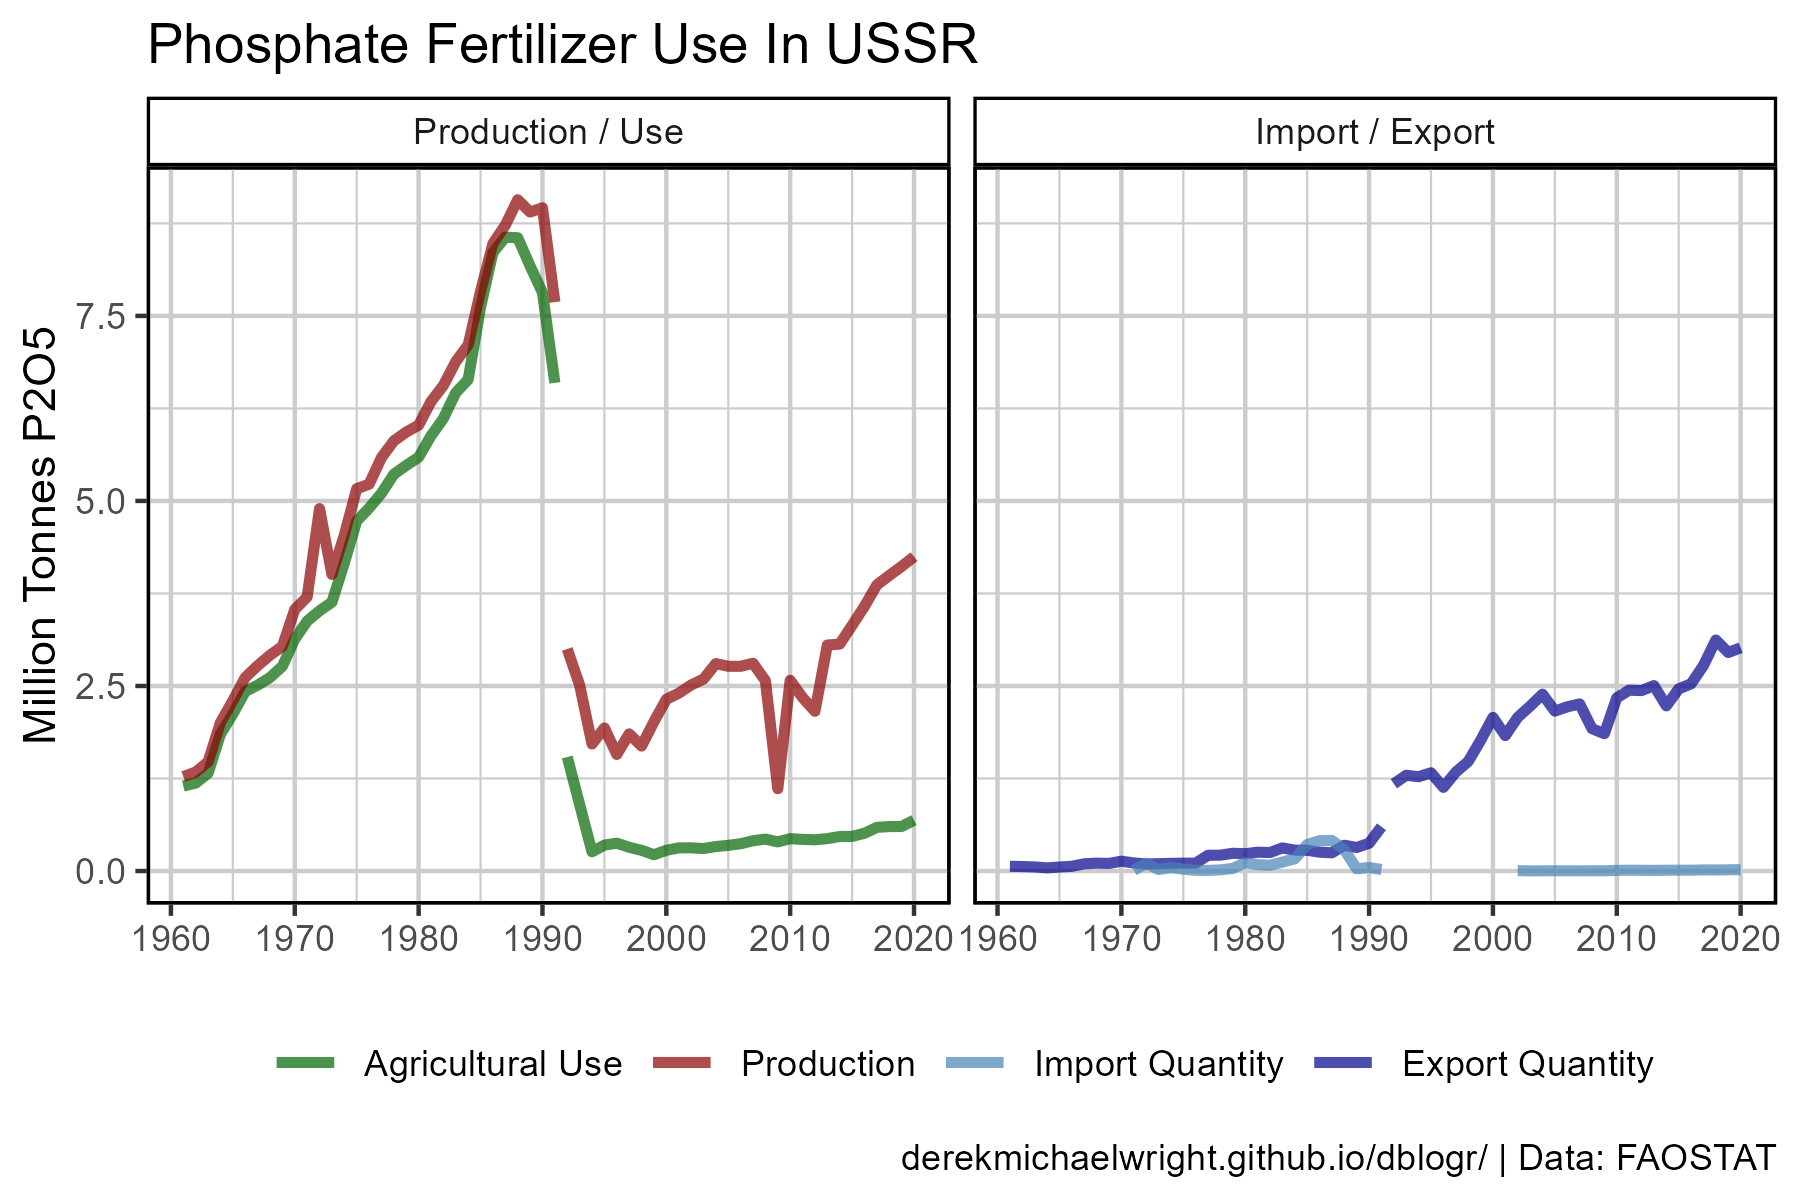 Phosphate Fertilizer Use In USSR
Production / Use
Import / Export
Million Tonnes P2O5
7.5
5.0
2.5
0.0
1960 1970 1980 1990 2000 2010 2020
1960 1970 1980 1990 2000 2010 2020
Agricultural Use Production Import Quantity Export Quantity
derekmichaelwright.github.io/dblogr/ | Data: FAOSTAT